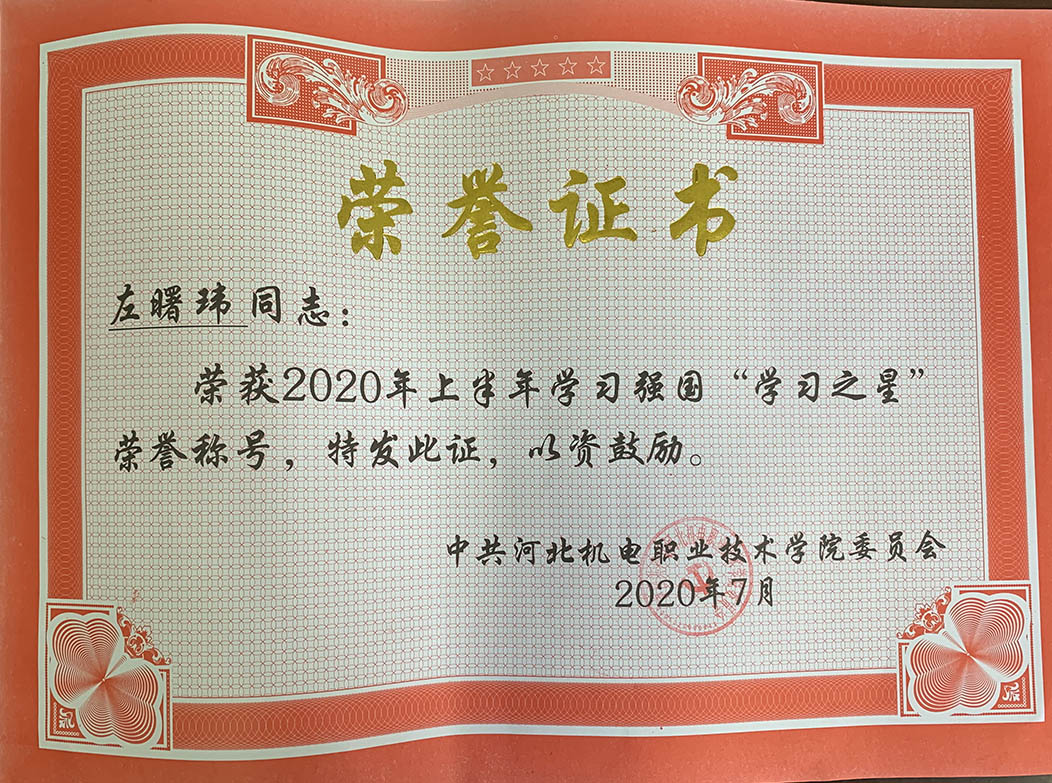 荣誉证书
左曙玮同志：
荣获2020年上半年学习强国“学习之星”
荣誉称号，特发此证，以资鼓励。
中共河北机电职业技术学院委员会
2020年7月